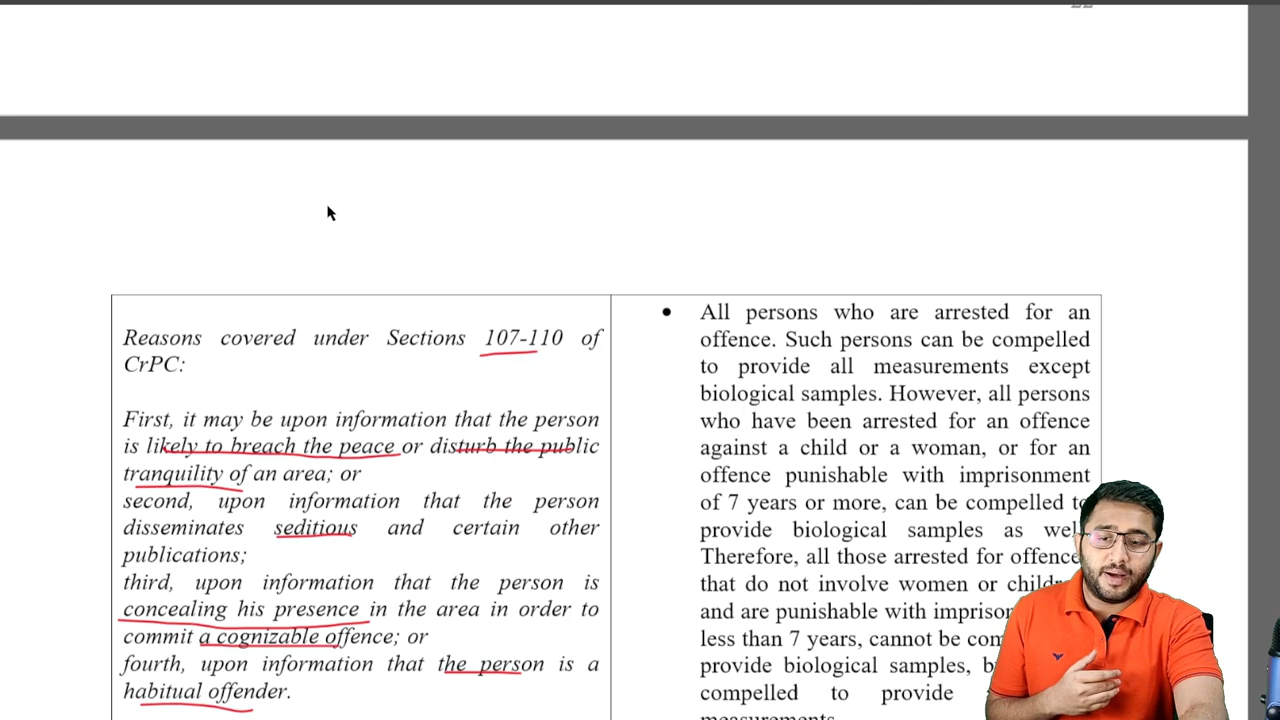 Reasons covered under Sections 107-110 of
CrPC:
First, it may be upon information that the person
is likely to breach the peace or disturb the public
tranquility of an area; or
second, upon information that the person
disseminates seditious and certain other
publications;
third, upon information that the person is
concealing his presence in the area in order to
commit a cognizable offence; or
fourth, upon information that the person is a
habitual offender.
• All persons who are arrested for an
offence. Such persons can be compelled
to provide all measurements except
biological samples. However, all persons
who have been arrested for an offence
against a child or a woman, or for an
offence punishable with imprisonment
of 7 years or more, can be compelled to
provide biological samples as well.
Therefore, all those arrested for offence
that do not involve women or
and are punishable with
less than 7 years, cannot be
provide biological samples,
compelled to provide
measurements